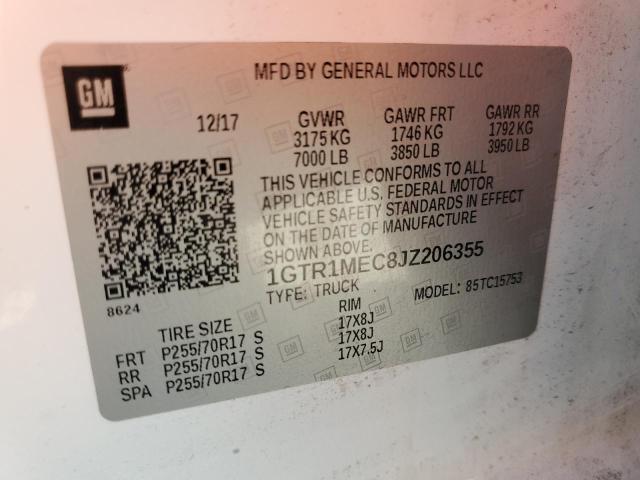 GM
MFD BY GENERAL MOTORS LLC
12/17 GVWR GAWR FRT GAWR RR
3175 KG 1746 KG 1792 KG
7000 LB 3850 LB 3950 LB
THIS VEHICLE CONFORMS TO ALL
APPLICABLE U.S. FEDERAL MOTOR
VEHICLE SAFETY STANDARDS IN EFFECT
ON THE DATE OF MANUFACTURE
SHOWN ABOVE.
1GTR1MEC8JZ206355
TYPE: TRUCK MODEL: 85TC15753
8624
TIRE SIZE RIM
FRT P255/70R17 S 17X8J
RR P255/70R17 S 17X8J
SPA P255/70R17 S 17X7.5J